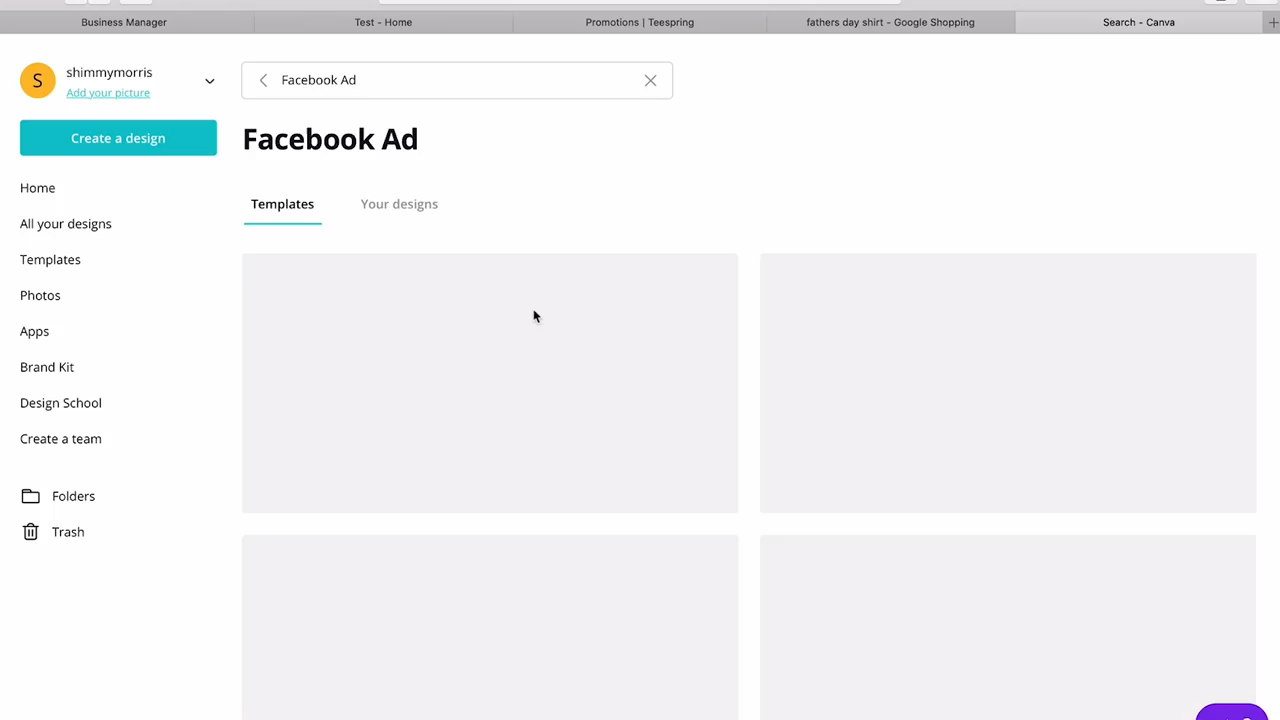 Business Manager
Test - Home
Promotions | Teespring
fathers day shirt - Google Shopping
Search - Canva
S
shimmymorris
Add your picture
Facebook Ad
Create a design
Facebook Ad
Templates
Your designs
Home
All your designs
Templates
Photos
Apps
Brand Kit
Design School
Create a team
Folders
Trash